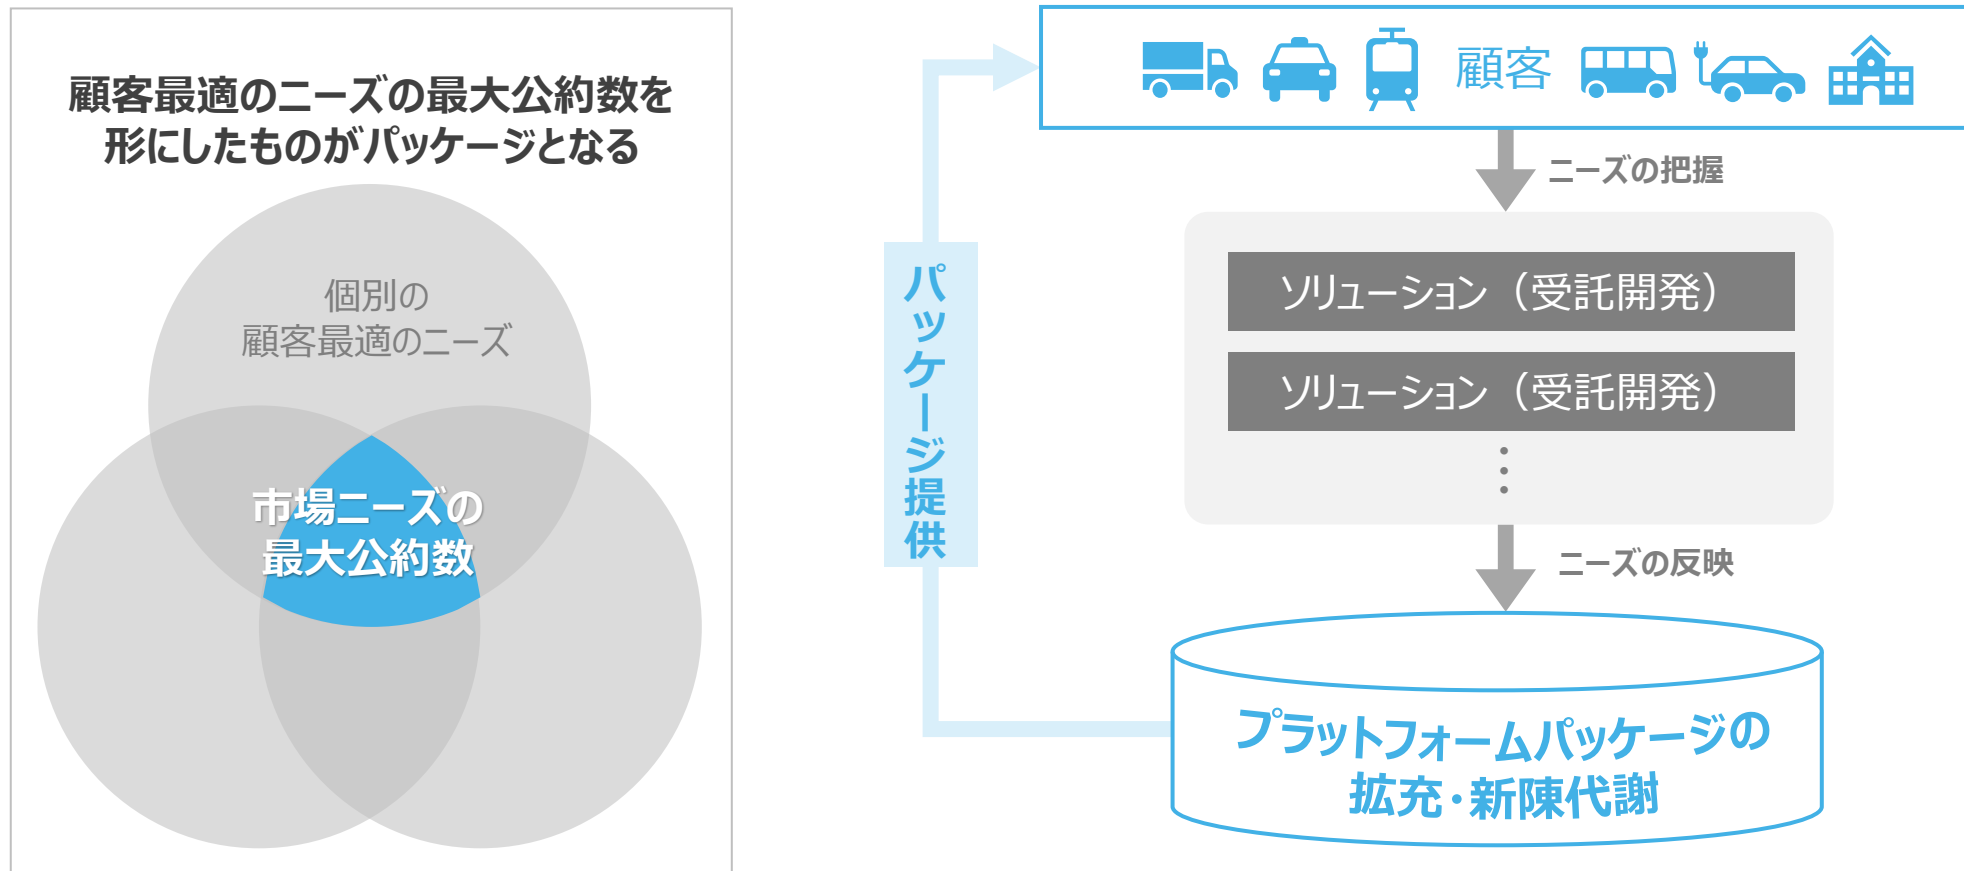 顧客最適のニーズの最大公約数を
形にしたものがパッケージとなる
個別の
顧客最適のニーズ
市場ニーズの
最大公約数
顧客
ニーズの把握
ソリューション（受託開発）
ソリューション（受託開発）
ニーズの反映
プラットフォームパッケージの
拡充・新陳代謝
パッケージ提供